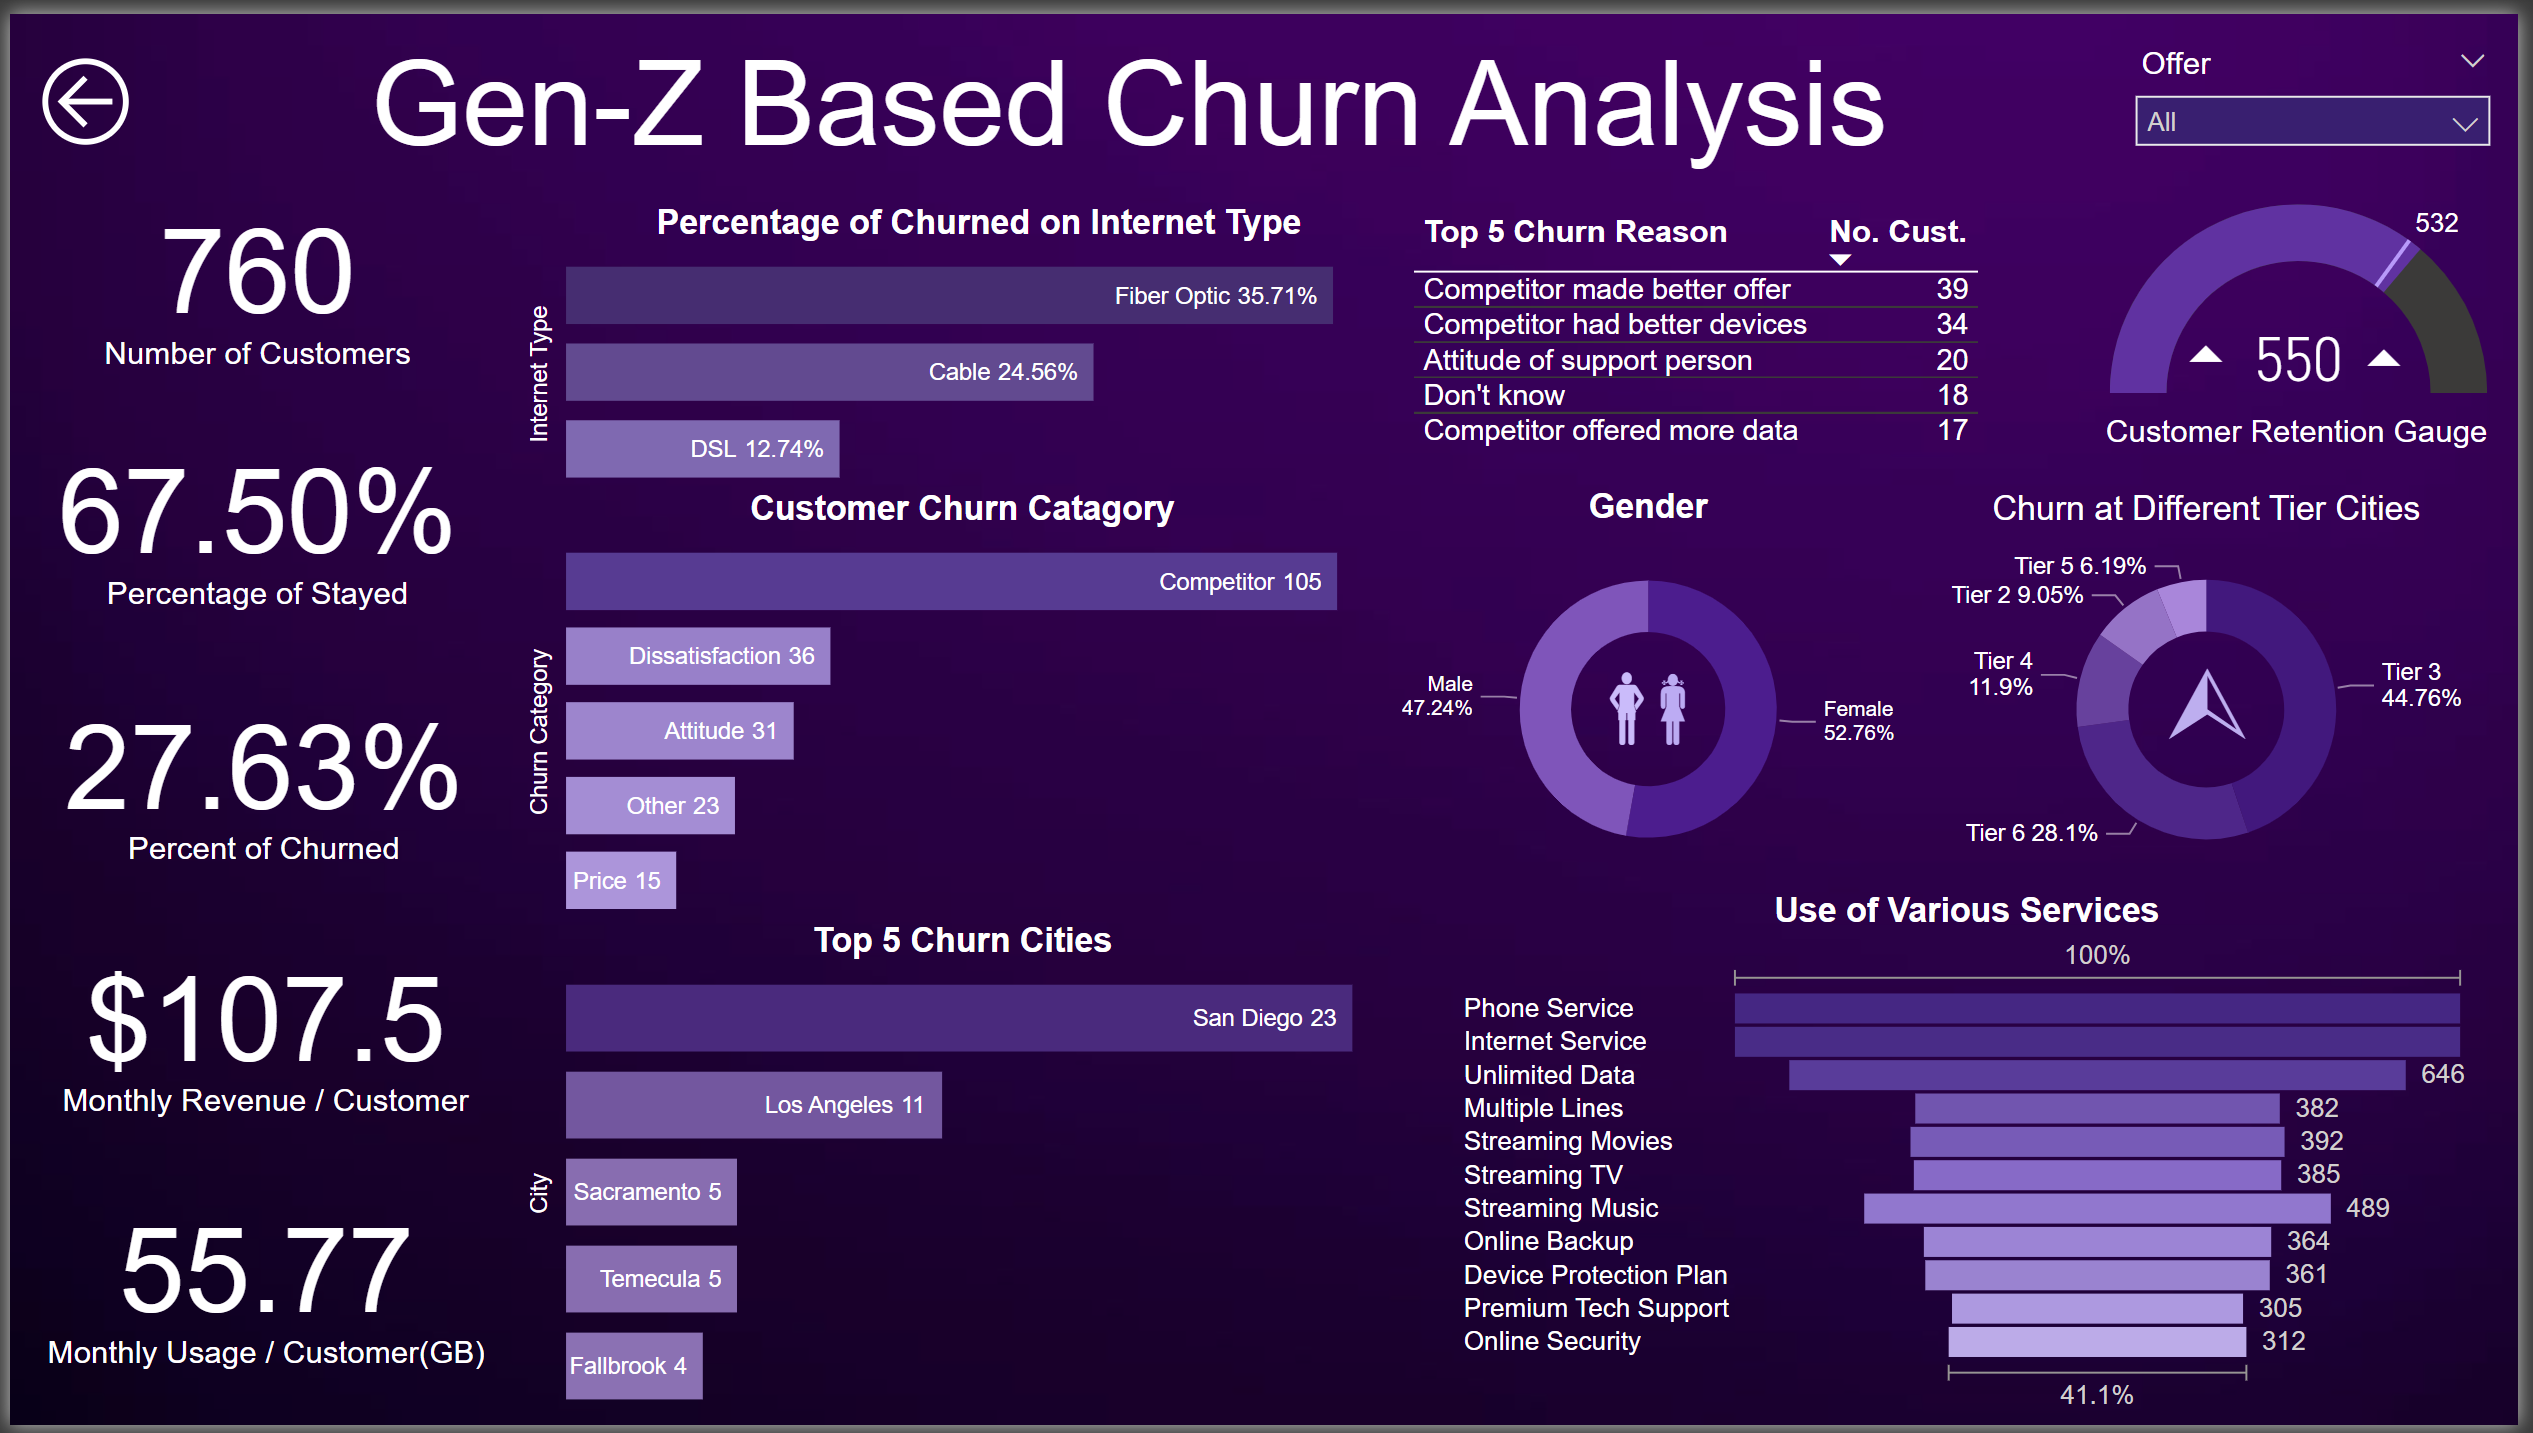 Gen-Z Based Churn Analysis
Offer
All
760
Number of Customers
67.50%
Percentage of Stayed
27.63%
Percent of Churned
$107.5
Monthly Revenue / Customer
55.77
Monthly Usage / Customer(GB)
Percentage of Churned on Internet Type
Internet Type
Fiber Optic 35.71%
Cable 24.56%
DSL 12.74%
Customer Churn Catagory
Churn Category
Competitor 105
Dissatisfaction 36
Attitude 31
Other 23
Price 15
Top 5 Churn Cities
City
San Diego 23
Los Angeles 11
Sacramento 5
Temecula 5
Fallbrook 4
Top 5 Churn Reason No. Cust.
Competitor made better offer 39
Competitor had better devices 34
Attitude of support person 20
Don't know 18
Competitor offered more data 17
532
550
Customer Retention Gauge
Gender
Male
47.24%
Female
52.76%
Churn at Different Tier Cities
Tier 5 6.19%
Tier 2 9.05%
Tier 4
11.9%
Tier 3
44.76%
Tier 6 28.1%
Use of Various Services
100%
Phone Service
Internet Service
Unlimited Data 646
Multiple Lines 382
Streaming Movies 392
Streaming TV 385
Streaming Music 489
Online Backup 364
Device Protection Plan 361
Premium Tech Support 305
Online Security 312
41.1%